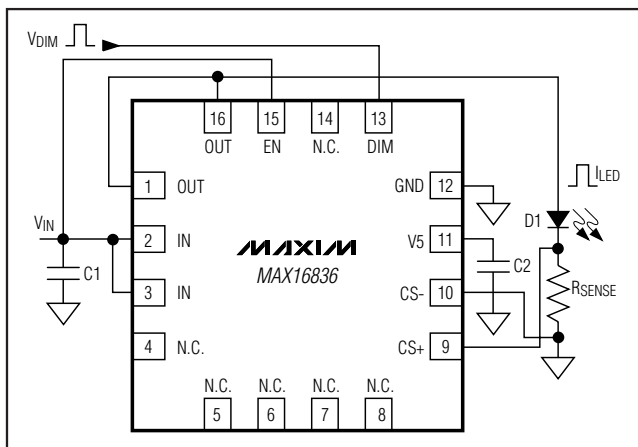 VDIM
16 15 14 13
OUT EN N.C. DIM
1 OUT
GND 12
ILED
VIN
2 IN
MAXIM
MAX16836
V5 11
D1
C1
3 IN
CS- 10
C2
RSENSE
4 N.C.
CS+ 9
N.C. N.C. N.C. N.C.
5 6 7 8